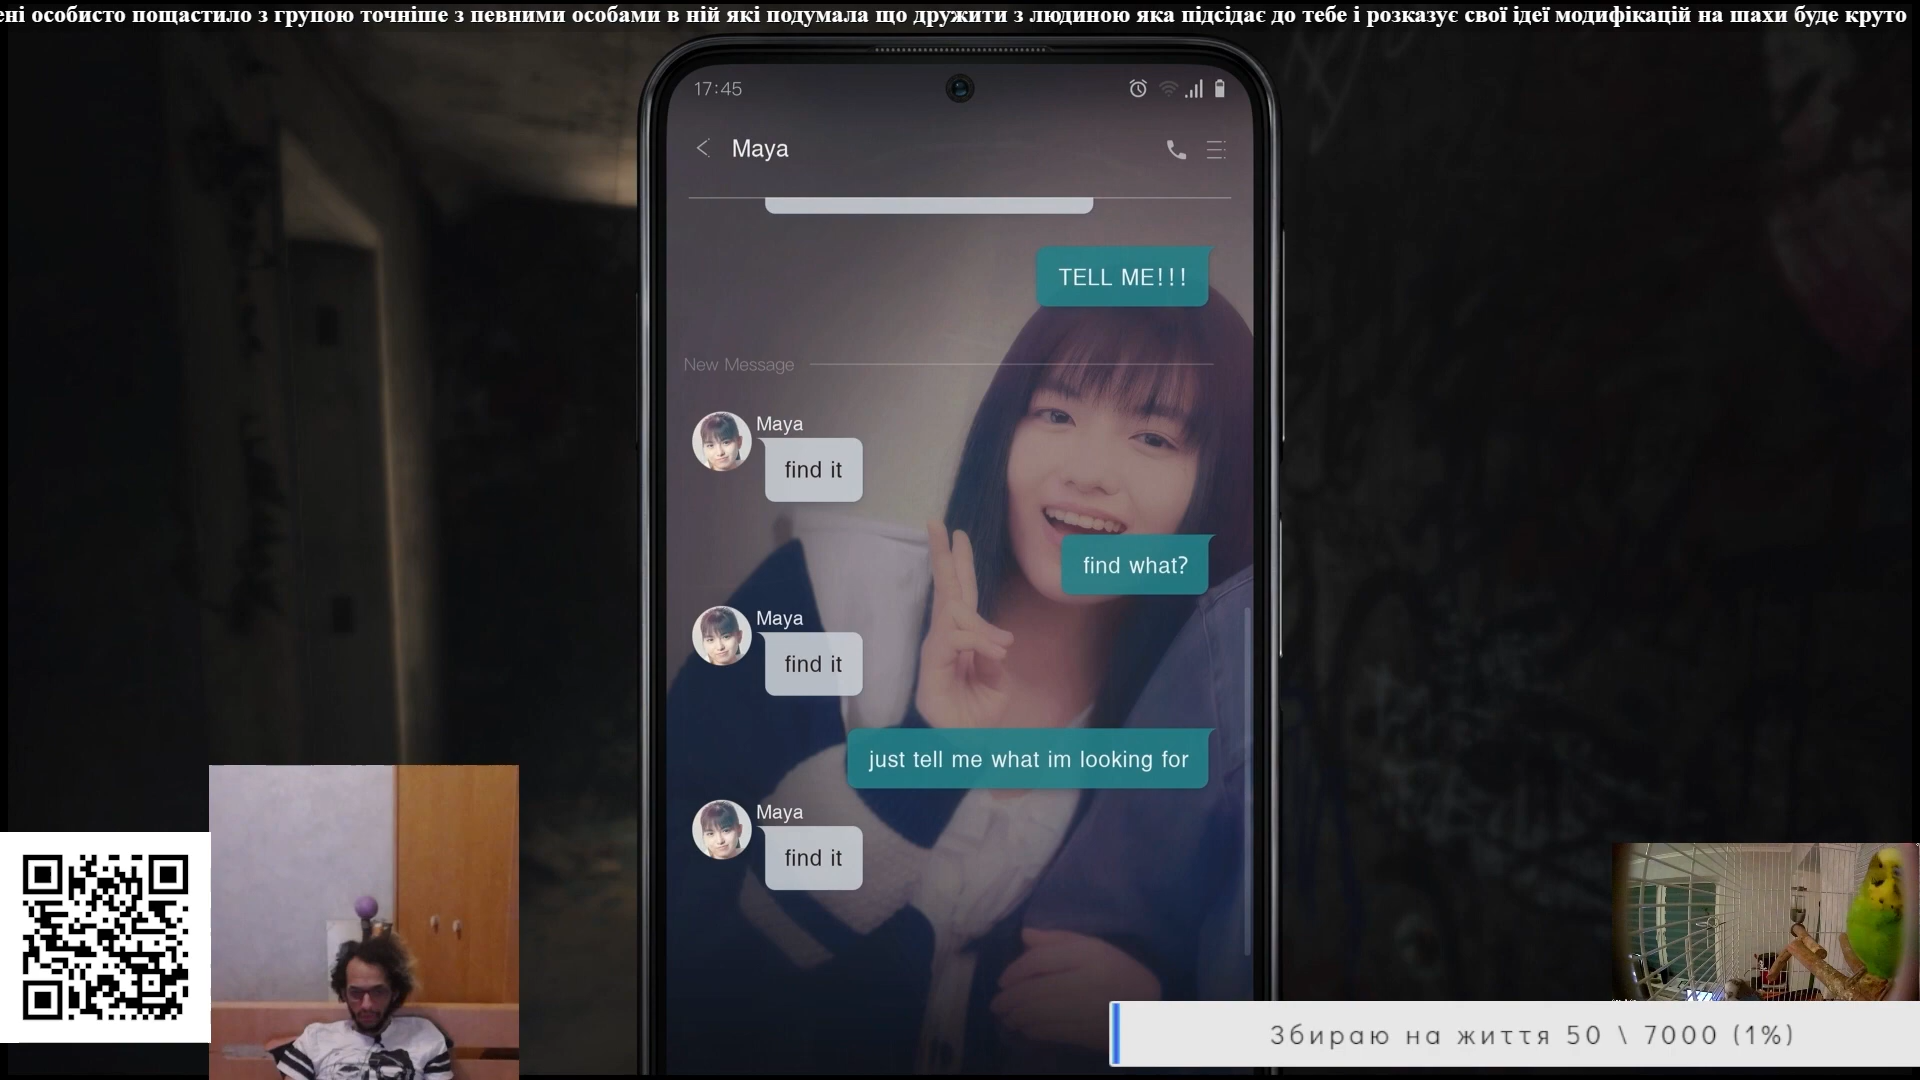 ені особисто пощастило з групою точніше з певними особами в ній які подумала що дружити з людиною яка підсідає до тебе і розказує свої ідеї модифікацій на шахи буде круто
17:45
Maya
TELL ME!!!
New Message
Maya
find it
find what?
Maya
find it
just tell me what im looking for
Maya
find it
Збираю на життя 50 \ 7000 (1%)